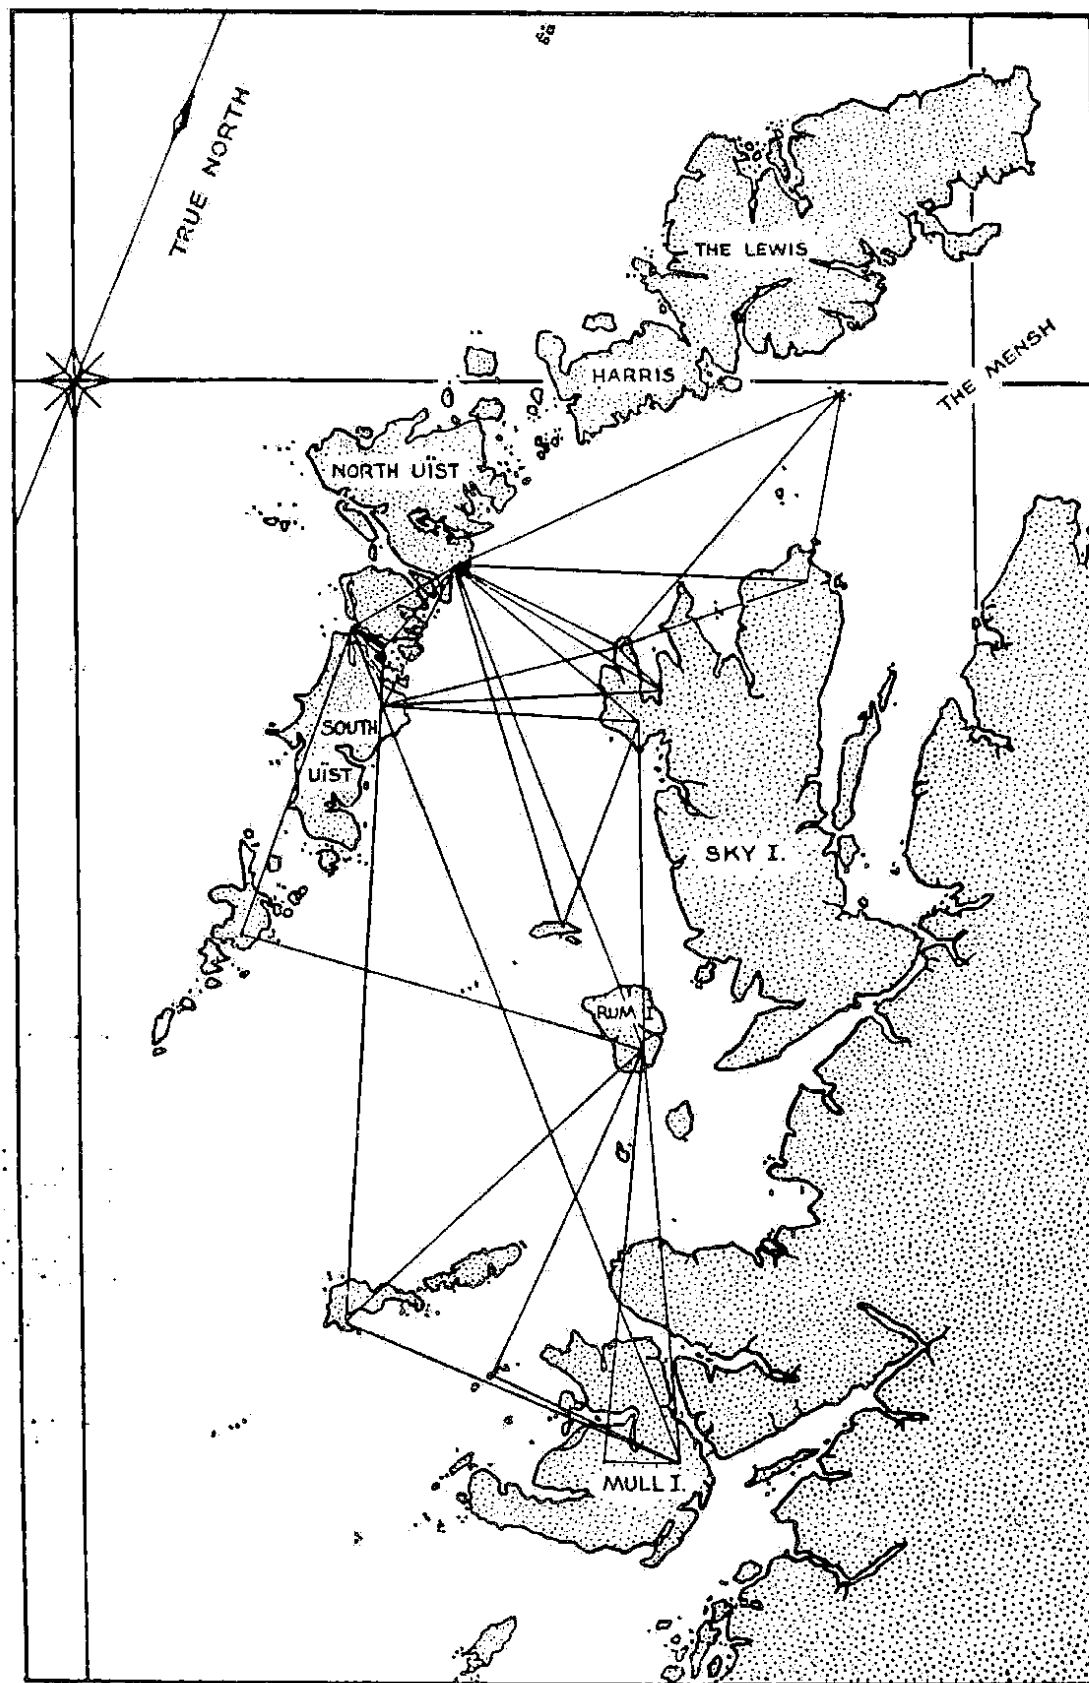 TRUE NORTH
THE LEWIS
HARRIS
THE MENSH
NORTH UÏST
SOUTH
UÏST
SKY I.
RUM I
MULL I.